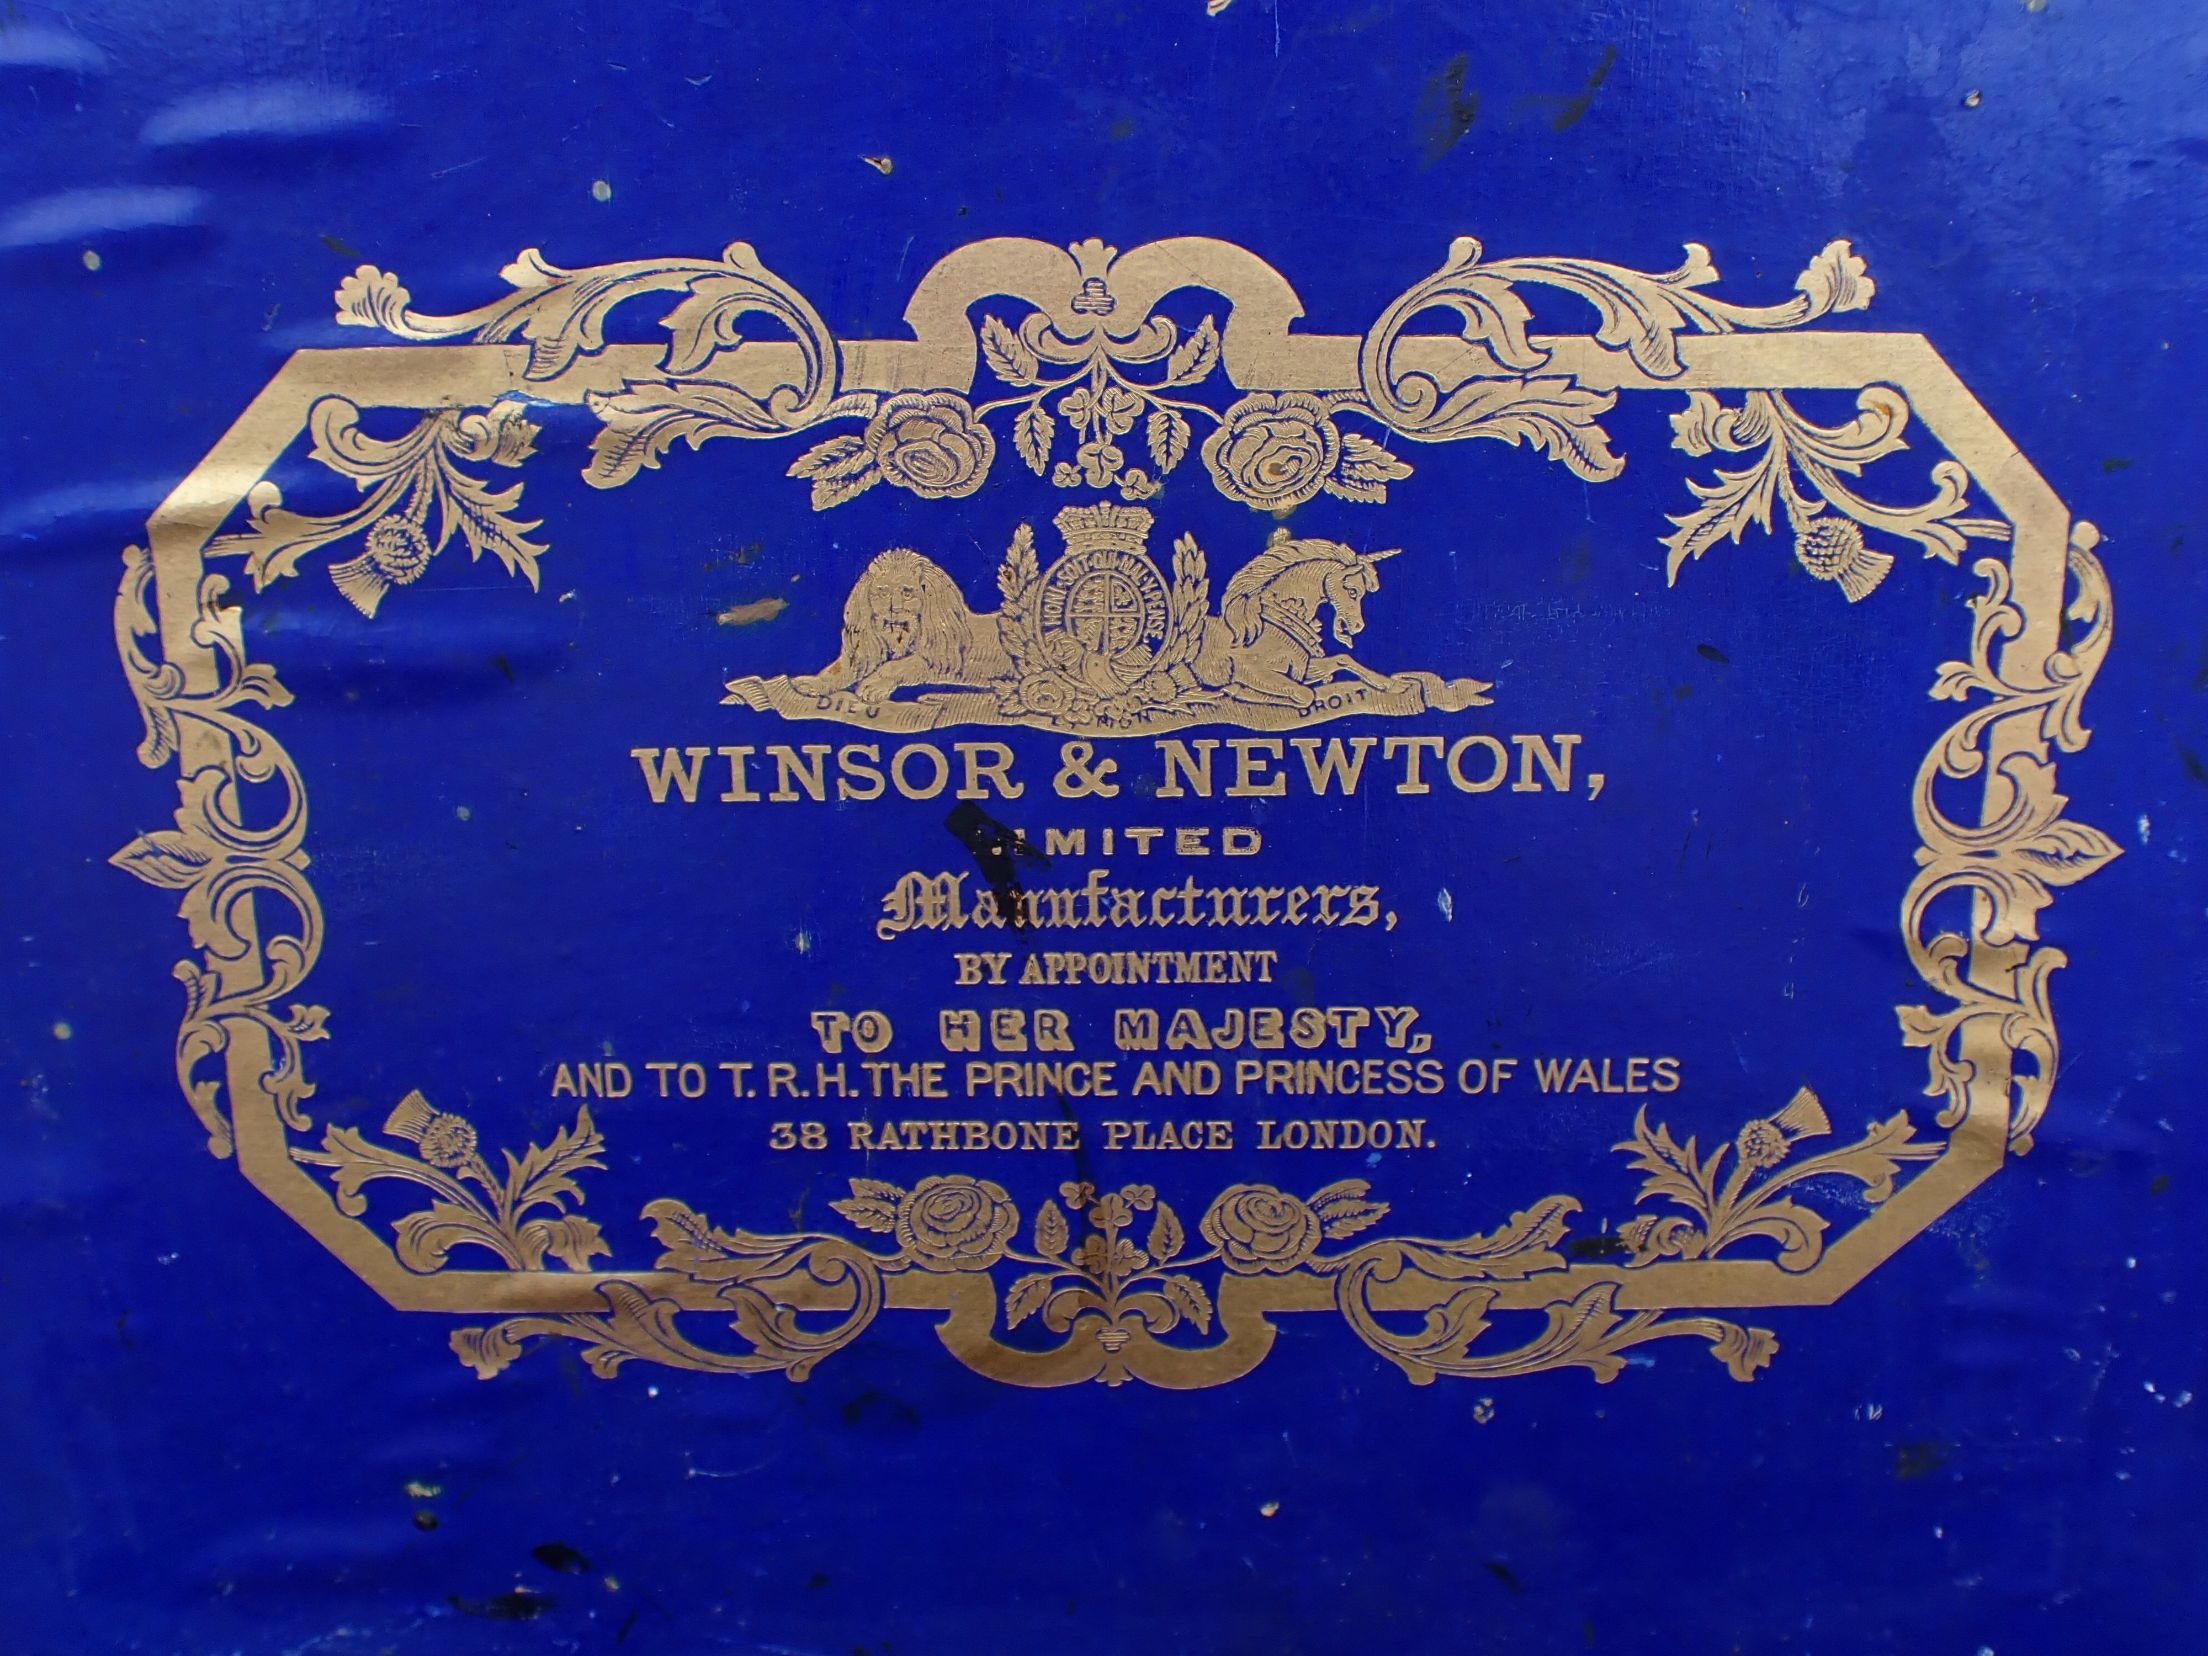 HONI·SOIT·QUI·MAL·Y·PENSE
DIEU ET MON DROIT
WINSOR & NEWTON,
LIMITED
Manufacturers,
BY APPOINTMENT
TO HER MAJESTY,
AND TO T. R. H. THE PRINCE AND PRINCESS OF WALES
38 RATHBONE PLACE LONDON.